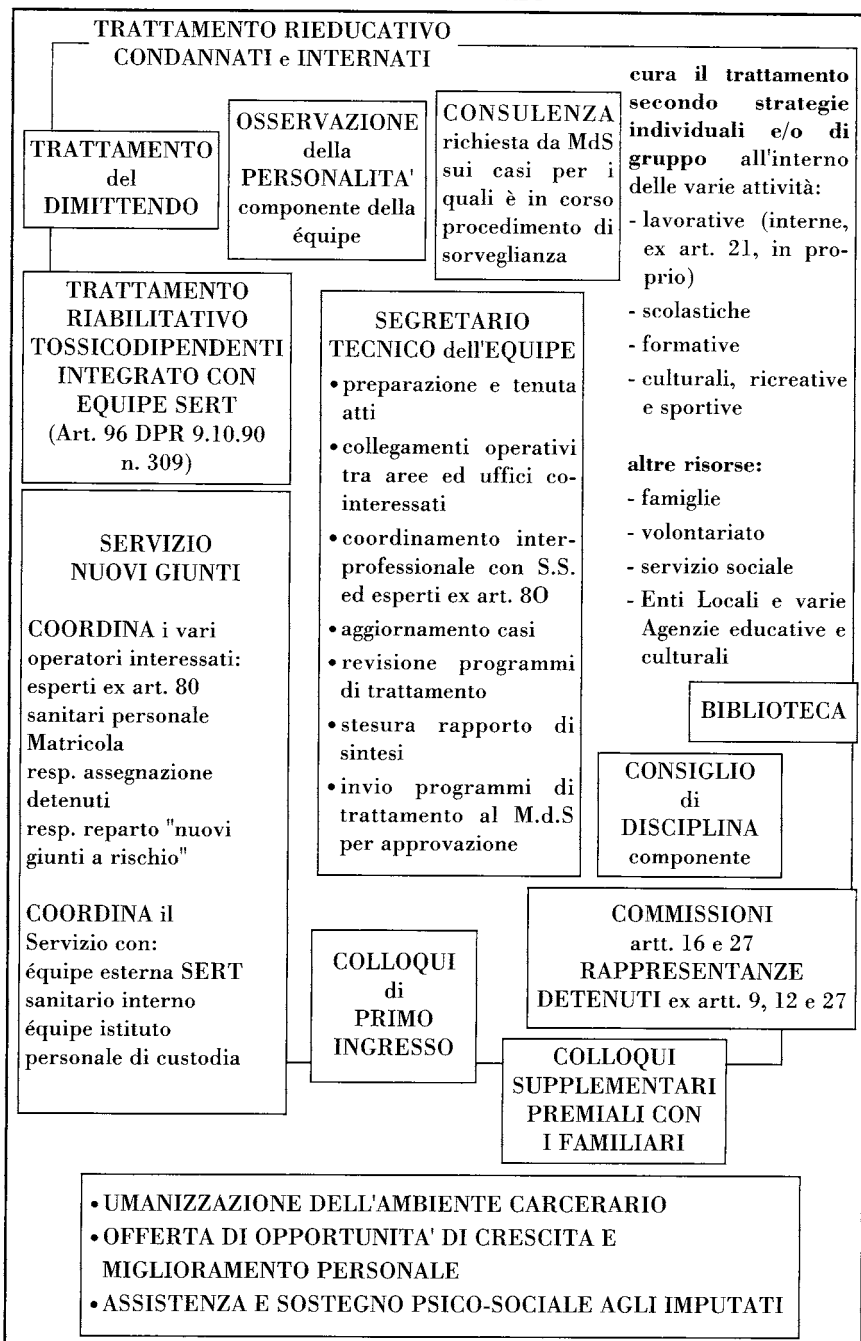 TRATTAMENTO RIEDUCATIVO
CONDANNATI e INTERNATI
TRATTAMENTO
del
DIMITTENDO
OSSERVAZIONE
della
PERSONALITA'
componente della
équipe
CONSULENZA
richiesta da MdS
sui casi per i
quali è in corso
procedimento di
sorveglianza
cura il trattamento
secondo strategie
individuali e/o di
gruppo all'interno
delle varie attività:
- lavorative (interne,
ex art. 21, in pro-
prio)
- scolastiche
- formative
- culturali, ricreative
e sportive
altre risorse:
- famiglie
- volontariato
- servizio sociale
- Enti Locali e varie
Agenzie educative e
culturali
TRATTAMENTO
RIABILITATIVO
TOSSICODIPENDENTI
INTEGRATO CON
EQUIPE SERT
(Art. 96 DPR 9.10.90
n. 309)
SEGRETARIO
TECNICO dell'EQUIPE
• preparazione e tenuta
atti
• collegamenti operativi
tra aree ed uffici co-
interessati
• coordinamento inter-
professionale con S.S.
ed esperti ex art. 80
• aggiornamento casi
• revisione programmi
di trattamento
• stesura rapporto di
sintesi
• invio programmi di
trattamento al M.d.S
per approvazione
SERVIZIO
NUOVI GIUNTI
COORDINA i vari
operatori interessati:
esperti ex art. 80
sanitari personale
Matricola
resp. assegnazione
detenuti
resp. reparto "nuovi
giunti a rischio"
COORDINA il
Servizio con:
équipe esterna SERT
sanitario interno
équipe istituto
personale di custodia
BIBLIOTECA
CONSIGLIO
di
DISCIPLINA
componente
COMMISSIONI
artt. 16 e 27
RAPPRESENTANZE
DETENUTI ex artt. 9, 12 e 27
COLLOQUI
di
PRIMO
INGRESSO
COLLOQUI
SUPPLEMENTARI
PREMIALI CON
I FAMILIARI
• UMANIZZAZIONE DELL'AMBIENTE CARCERARIO
• OFFERTA DI OPPORTUNITA' DI CRESCITA E
MIGLIORAMENTO PERSONALE
• ASSISTENZA E SOSTEGNO PSICO-SOCIALE AGLI IMPUTATI